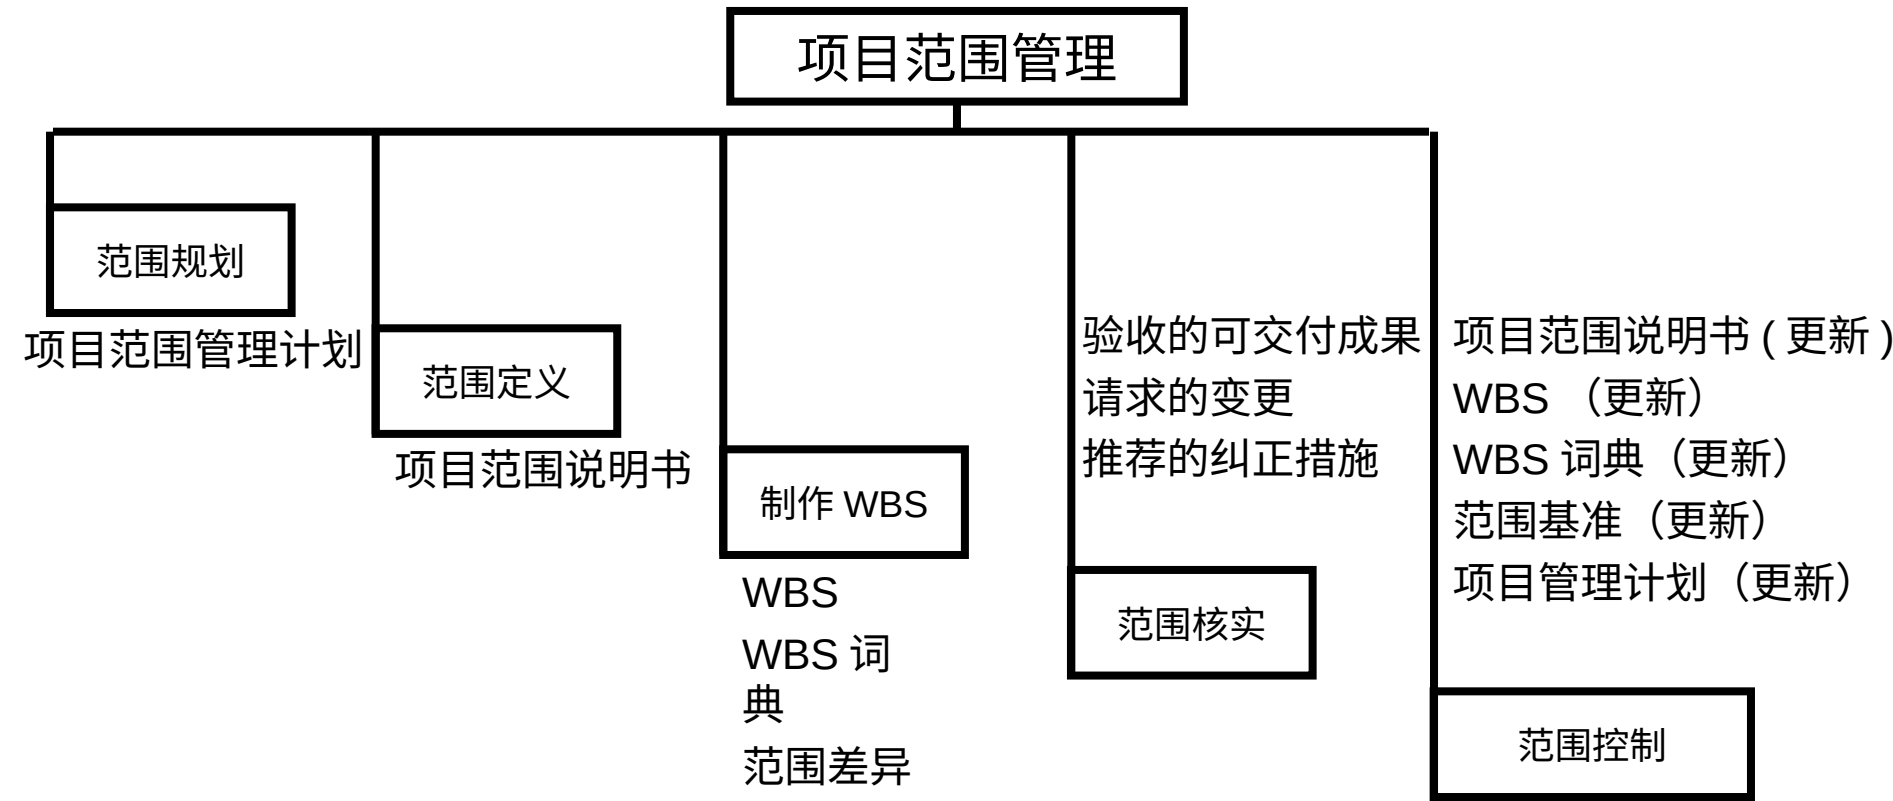 项目范围管理
范围规划
项目范围管理计划
范围定义
项目范围说明书
制作 WBS
WBS
WBS 词
典
范围差异
验收的可交付成果
请求的变更
推荐的纠正措施
范围核实
项目范围说明书 ( 更新 )
WBS （更新）
WBS 词典（更新）
范围基准（更新）
项目管理计划（更新）
范围控制